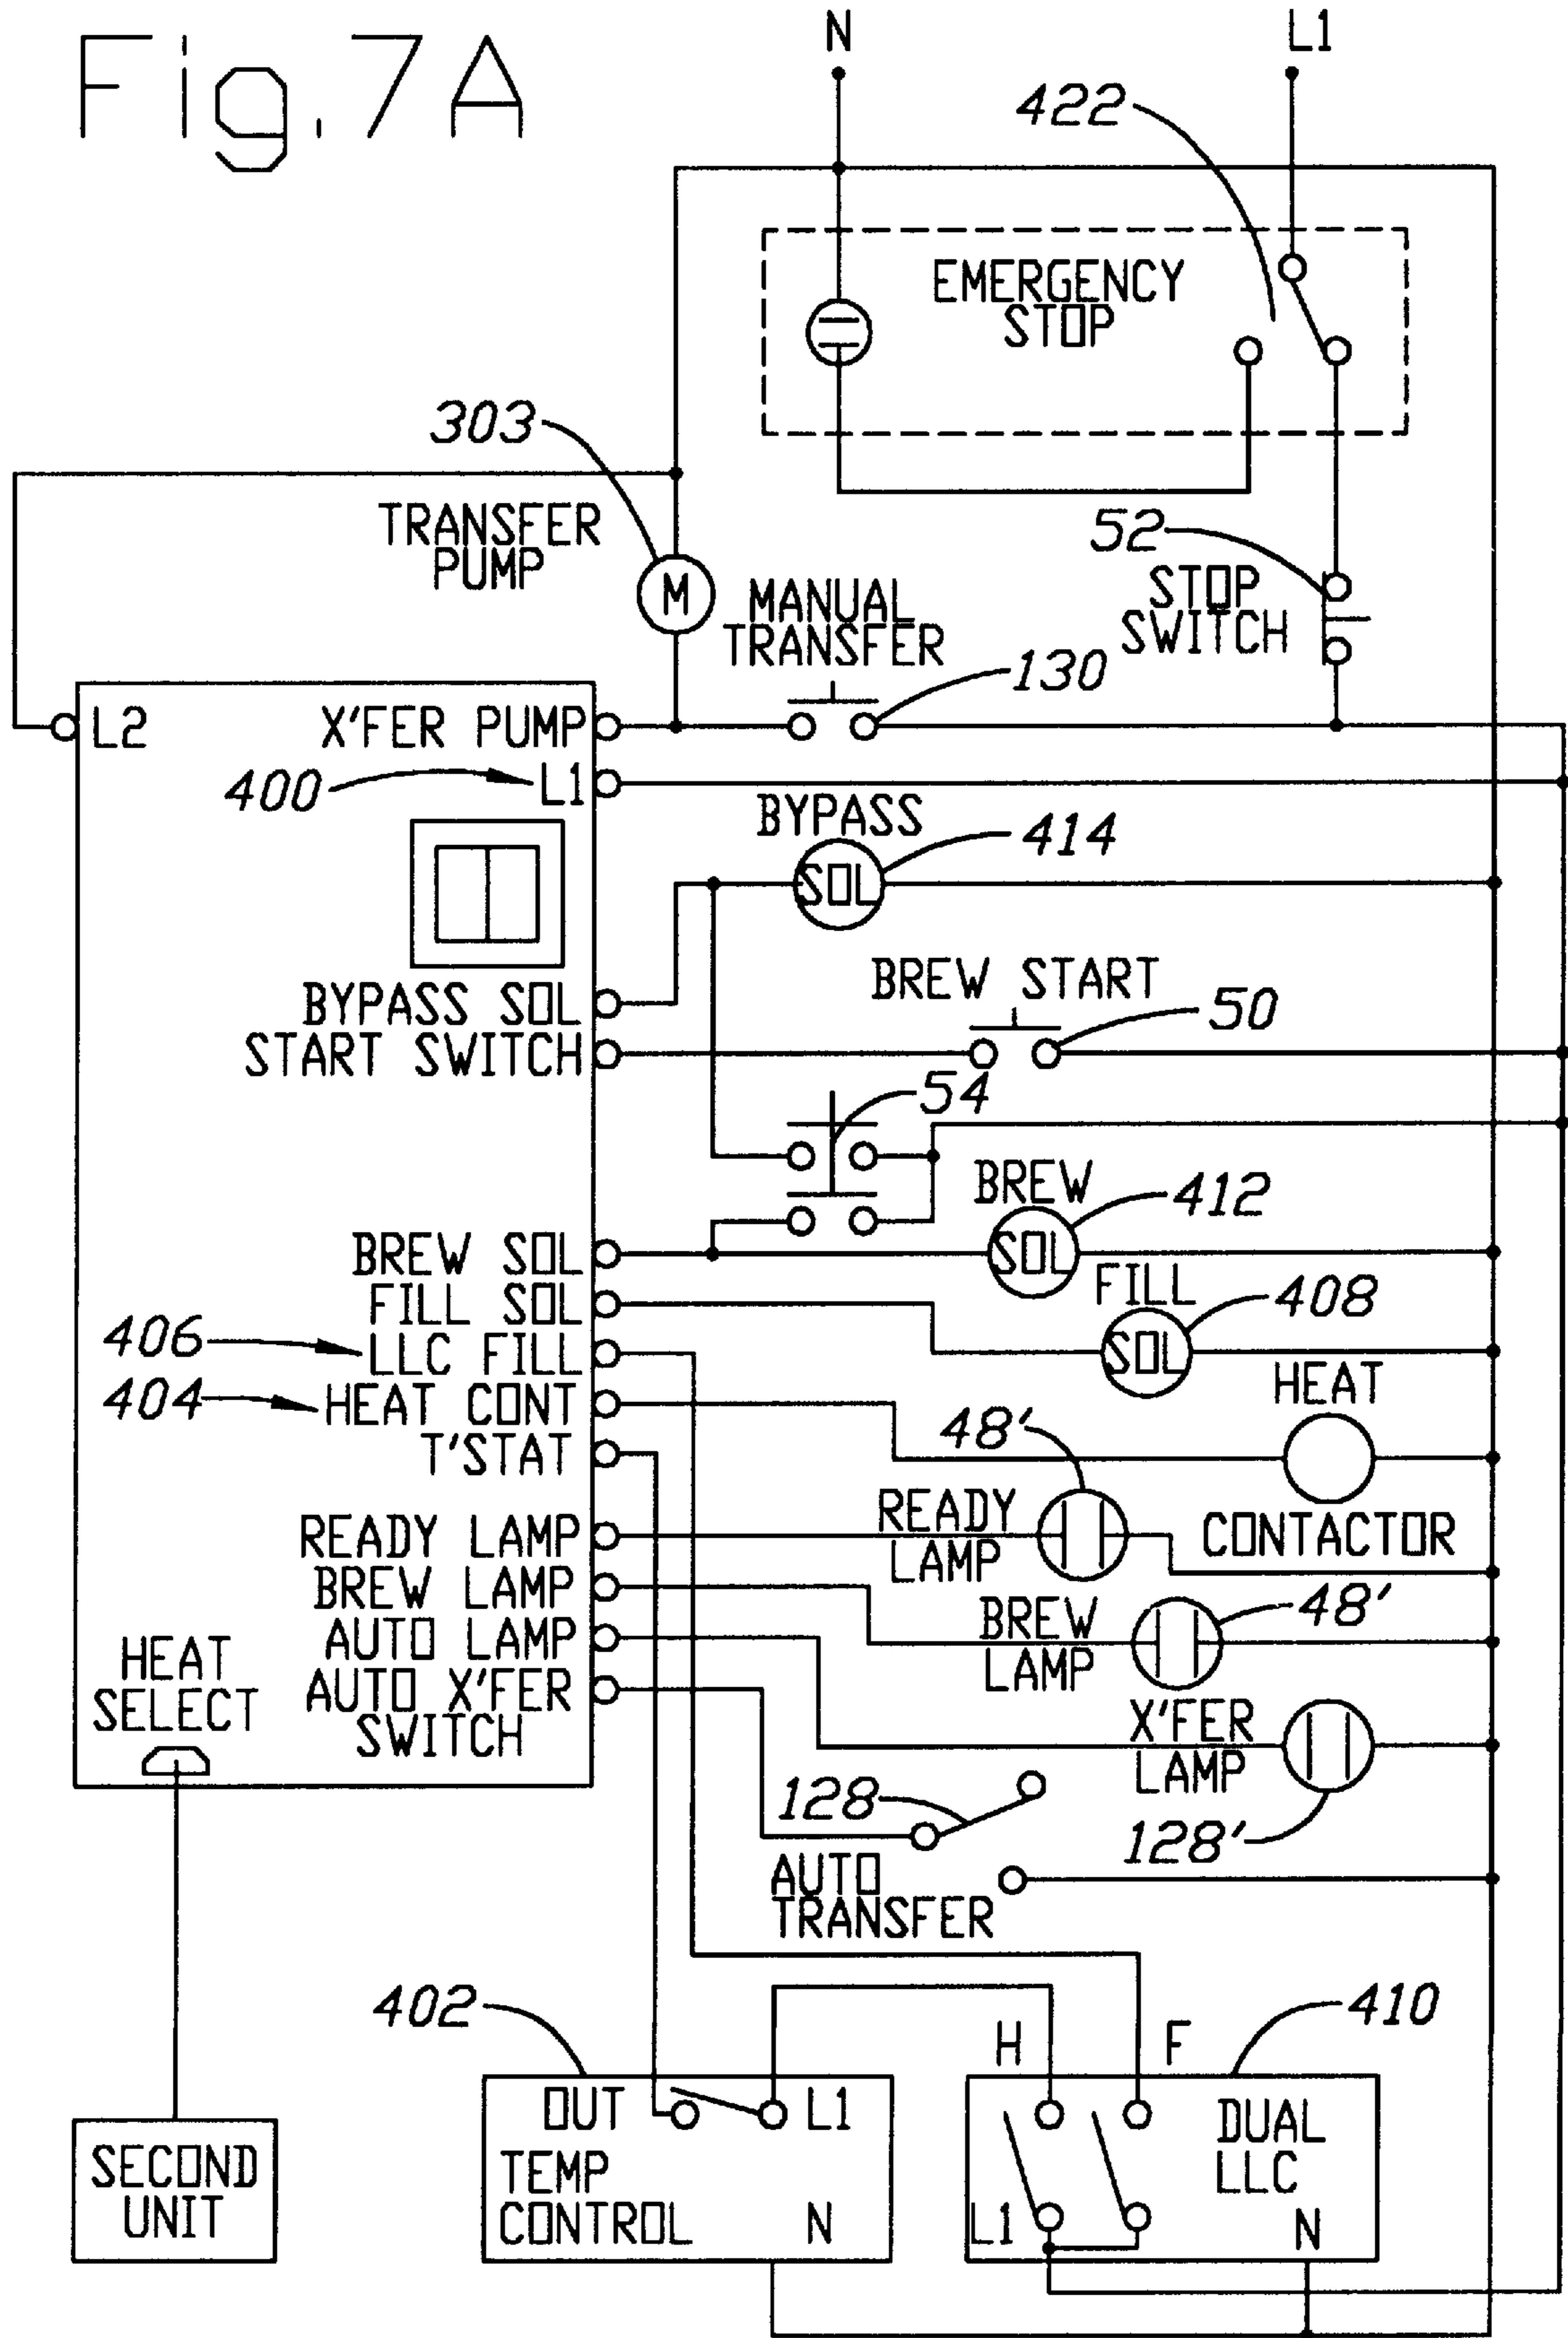 Fig. 7A
N
L1
422
EMERGENCY
STOP
303
TRANSFER
PUMP
M
MANUAL
TRANSFER
52
STOP
SWITCH
130
L2
X'FER PUMP
400
L1
BYPASS
SOL
414
BYPASS SOL
START SWITCH
BREW START
50
54
BREW
SOL
412
BREW SOL
FILL SOL
FILL
SOL
408
406
LLC FILL
404
HEAT CONT
T'STAT
HEAT
CONTACTOR
48'
READY
LAMP
READY LAMP
BREW LAMP
AUTO LAMP
AUTO X'FER
SWITCH
BREW
LAMP
48'
HEAT
SELECT
X'FER
LAMP
128'
128
AUTO
TRANSFER
402
H
F
410
OUT
L1
TEMP
CONTROL
N
DUAL
LLC
L1
N
SECOND
UNIT